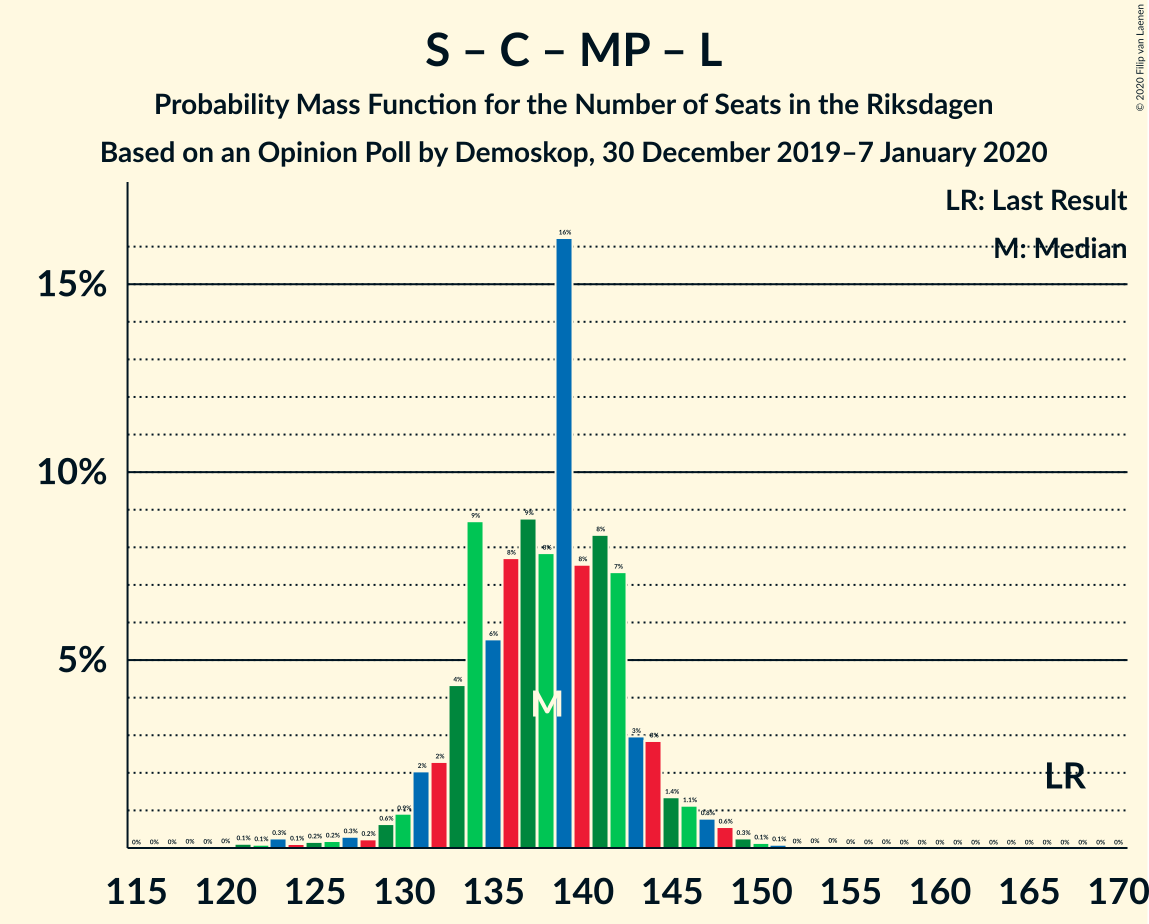 S – C – MP – L
Probability Mass Function for the Number of Seats in the Riksdagen
Based on an Opinion Poll by Demoskop, 30 December 2019–7 January 2020
© 2020 Filip van Laenen
LR: Last Result
M: Median
15%
10%
5%
0% 0% 0% 0% 0% 0% 0.1% 0.1% 0.3% 0.1% 0.2% 0.2% 0.3% 0.2% 0.6% 0.9% 2% 2% 4% 9% 6% 8% 9% 8% 16% 8% 8% 7% 3% 3% 1.4% 1.1% 0.8% 0.6% 0.3% 0.1% 0.1% 0% 0% 0% 0% 0% 0% 0% 0% 0% 0% 0% 0% 0% 0% 0% 0% 0% 0% 0%
M
LR
115 120 125 130 135 140 145 150 155 160 165 170